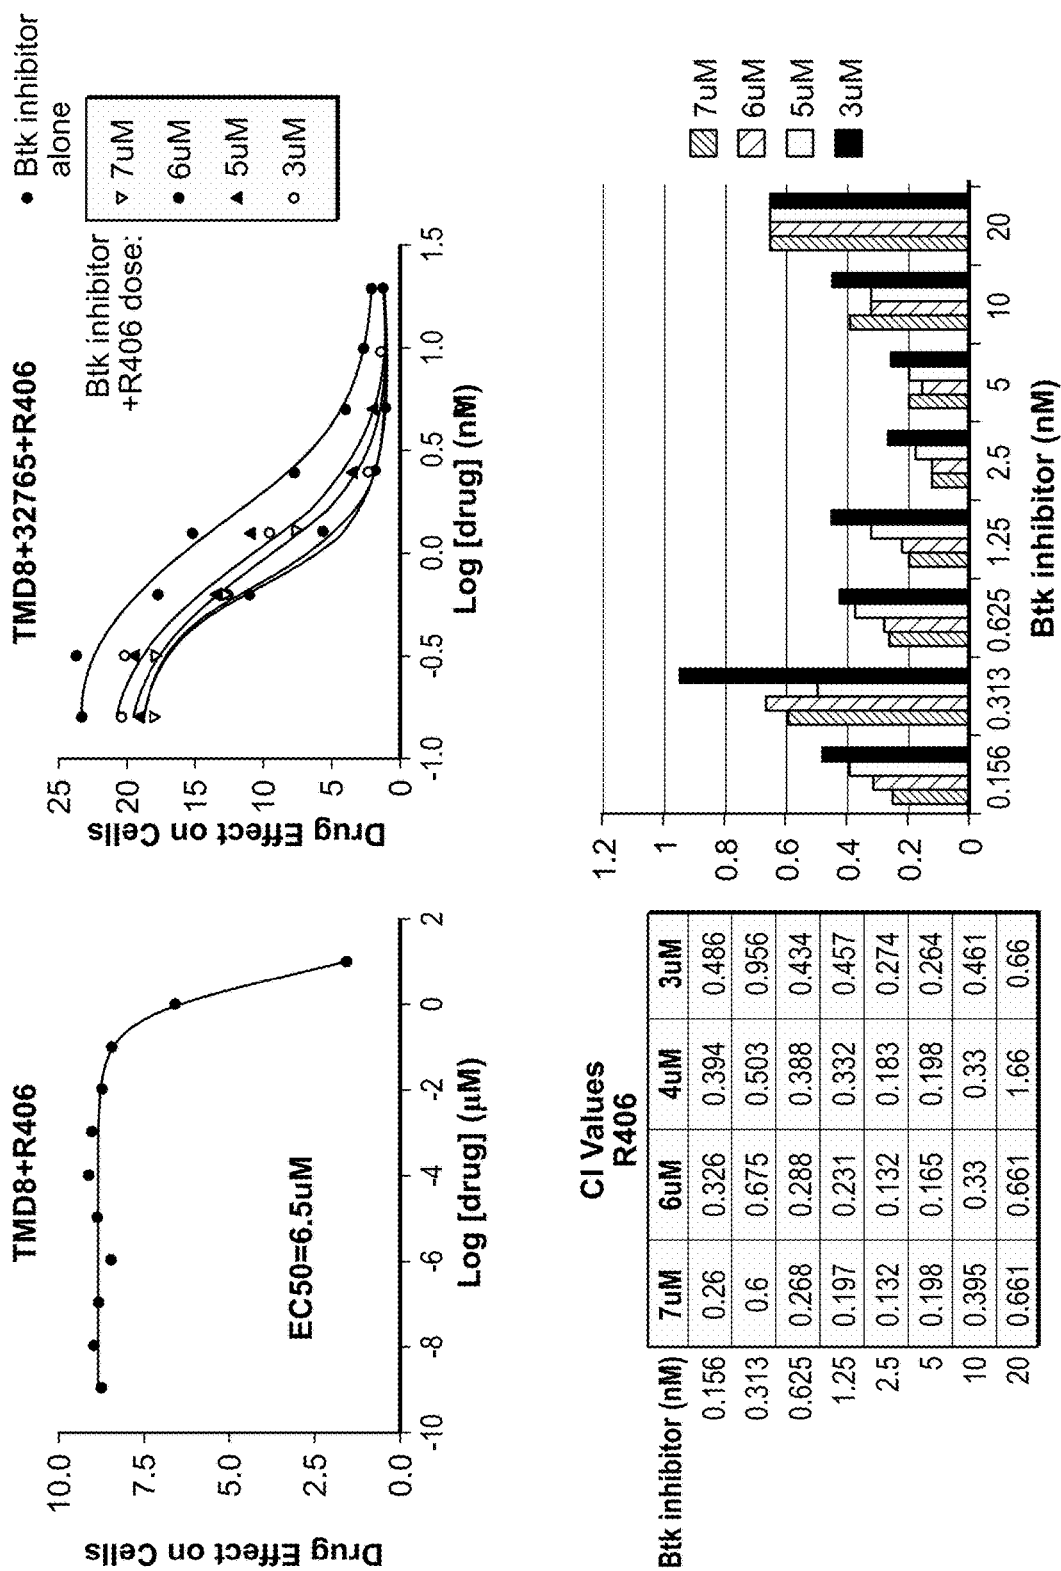 TMD8+R406
Drug Effect on Cells
10.0
7.5
5.0
2.5
0.0
EC50=6.5uM
-10
-8
-6
-4
-2
0
2
Log [drug] (μM)
TMD8+32765+R406
Drug Effect on Cells
25
20
15
10
5
0
-1.0
-0.5
0.0
0.5
1.0
1.5
Log [drug] (nM)
Btk inhibitor
alone
Btk inhibitor
+R406 dose:
7uM
6uM
5uM
3uM
CI Values
R406
Btk inhibitor (nM) 7uM 6uM 4uM 3uM
0.156 0.26 0.326 0.394 0.486
0.313 0.6 0.675 0.503 0.956
0.625 0.268 0.288 0.388 0.434
1.25 0.197 0.231 0.332 0.457
2.5 0.132 0.132 0.183 0.274
5 0.198 0.165 0.198 0.264
10 0.395 0.33 0.33 0.461
20 0.661 0.661 1.66 0.66
1.2
1
0.8
0.6
0.4
0.2
0
0.156 0.313 0.625 1.25 2.5 5 10 20
Btk inhibitor (nM)
7uM
6uM
5uM
3uM